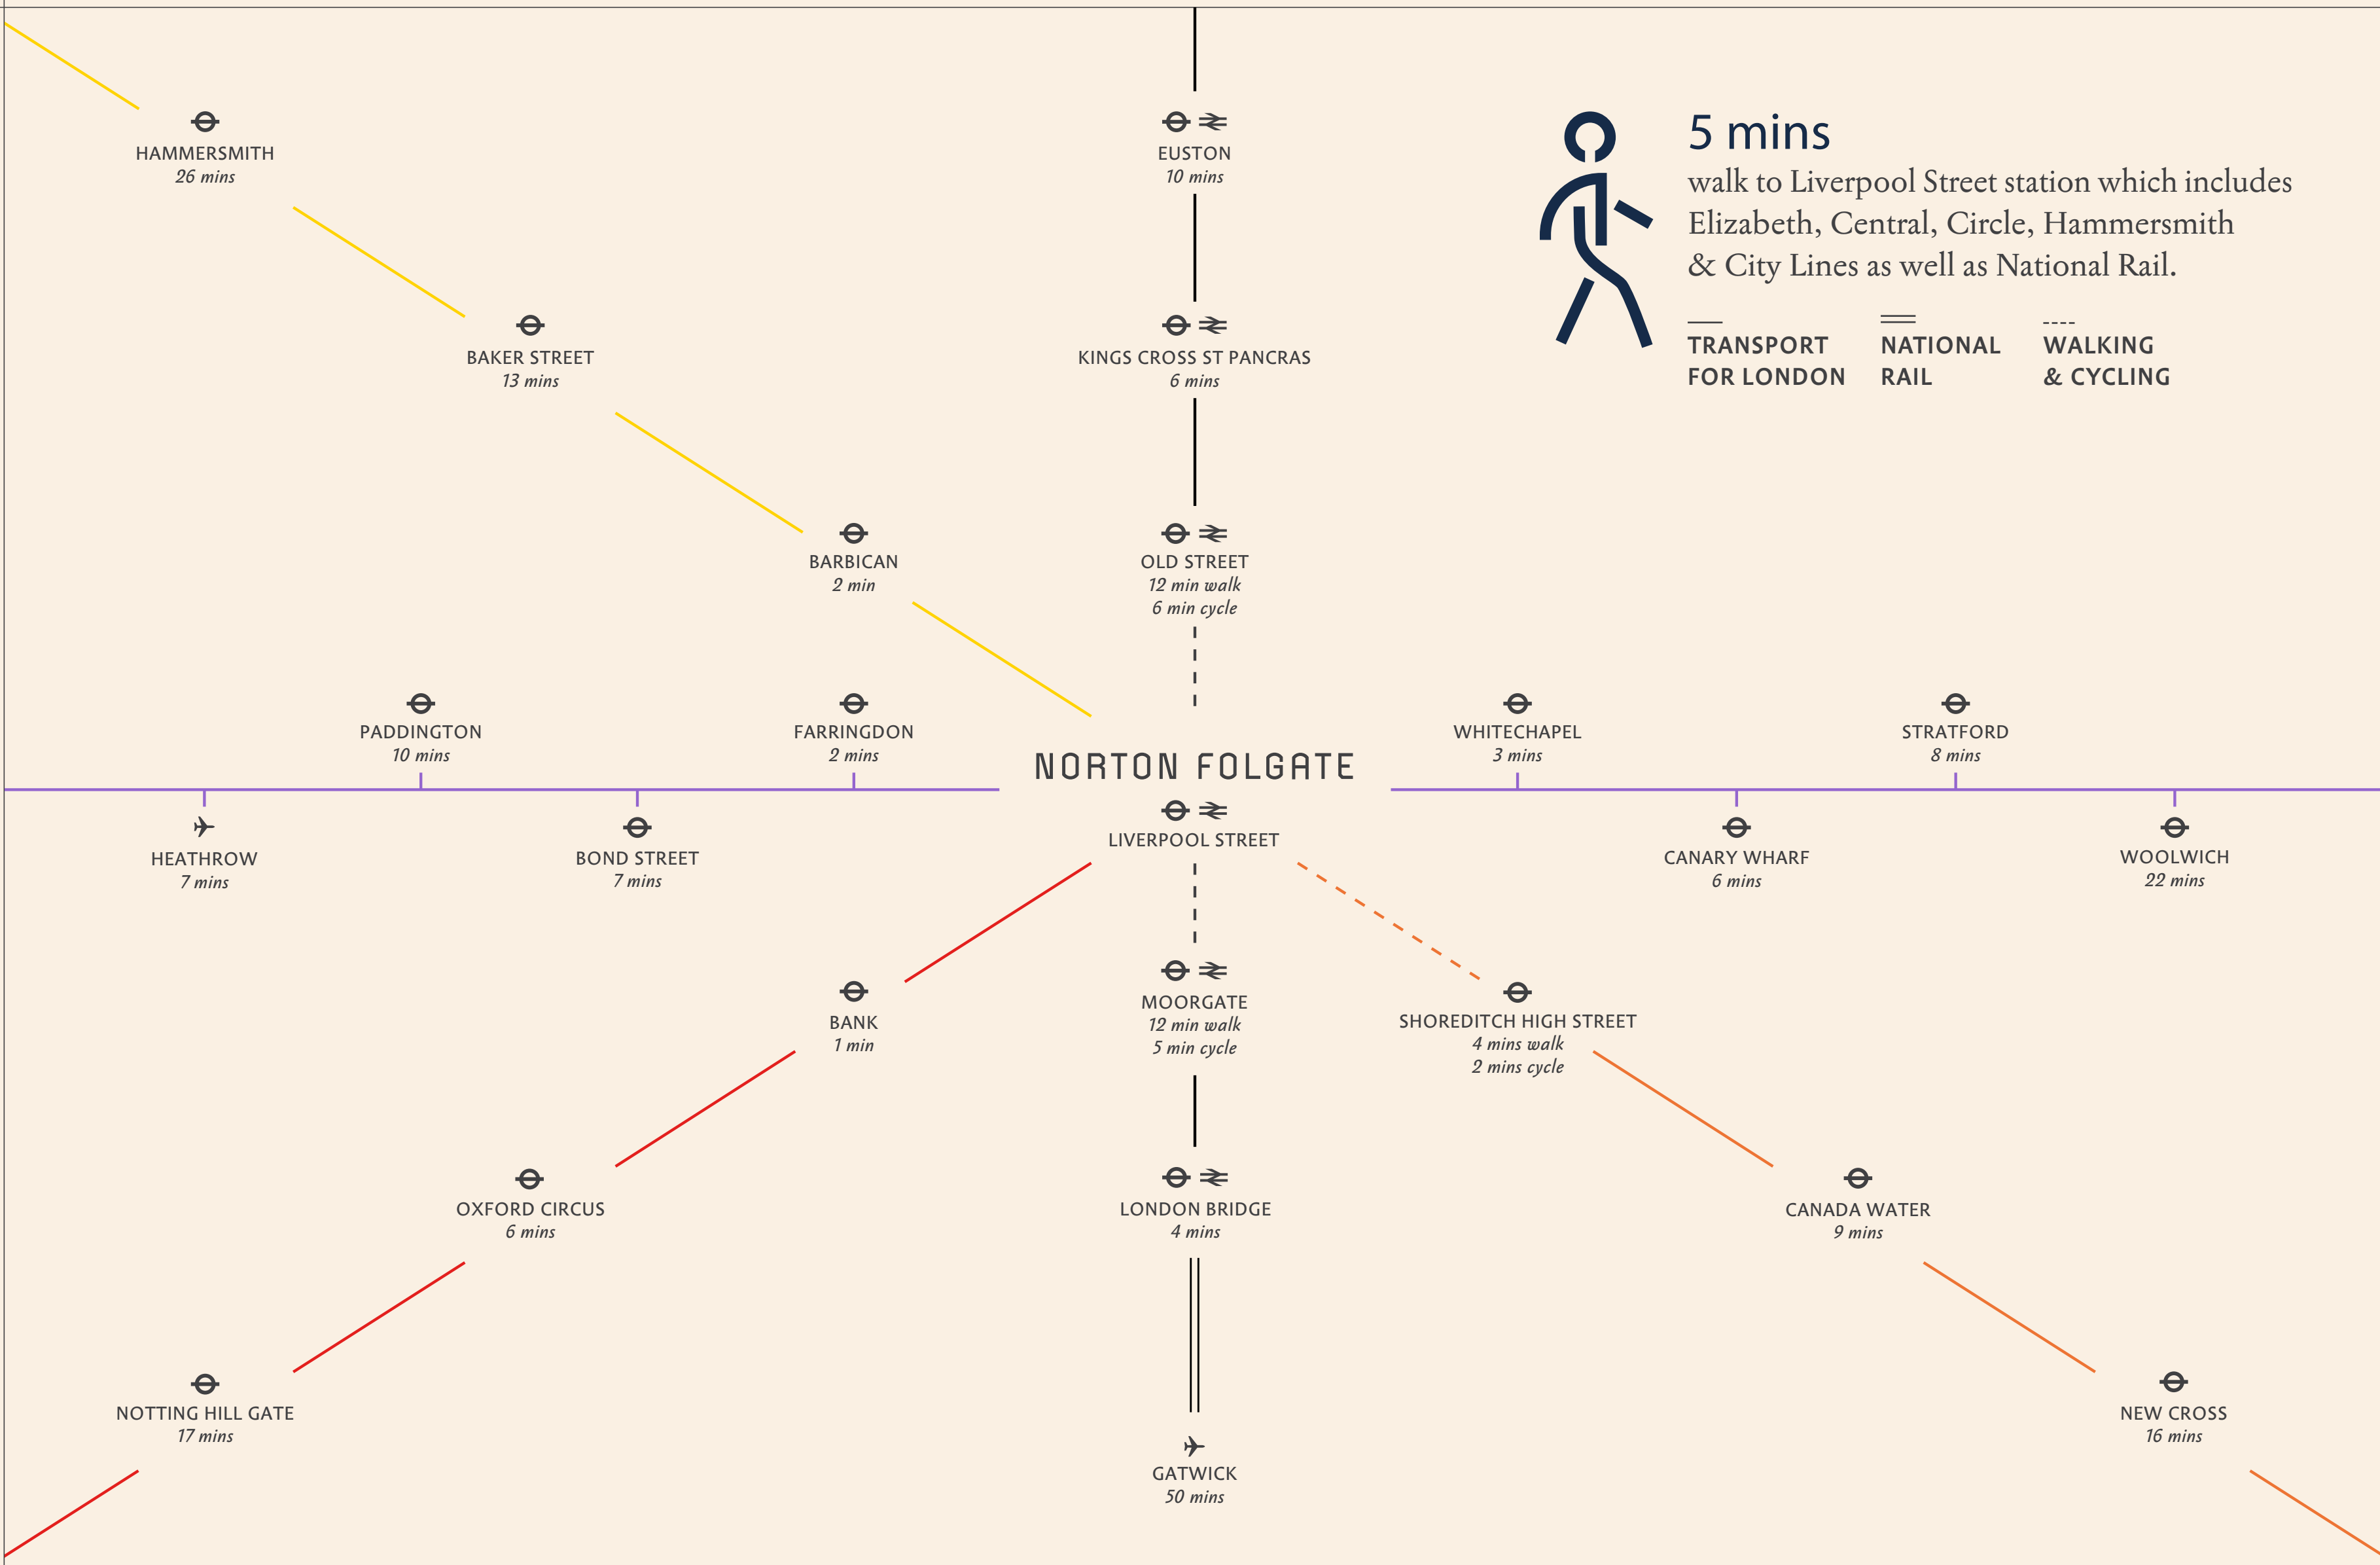 HAMMERSMITH
26 mins
EUSTON
10 mins
5 mins
walk to Liverpool Street station which includes
Elizabeth, Central, Circle, Hammersmith
& City Lines as well as National Rail.
TRANSPORT
FOR LONDON
NATIONAL
RAIL
WALKING
& CYCLING
BAKER STREET
13 mins
KINGS CROSS ST PANCRAS
6 mins
BARBICAN
2 min
OLD STREET
12 min walk
6 min cycle
PADDINGTON
10 mins
FARRINGDON
2 mins
NORTON FOLGATE
LIVERPOOL STREET
WHITECHAPEL
3 mins
STRATFORD
8 mins
HEATHROW
7 mins
BOND STREET
7 mins
CANARY WHARF
6 mins
WOOLWICH
22 mins
BANK
1 min
MOORGATE
12 min walk
5 min cycle
SHOREDITCH HIGH STREET
4 mins walk
2 mins cycle
OXFORD CIRCUS
6 mins
LONDON BRIDGE
4 mins
CANADA WATER
9 mins
NOTTING HILL GATE
17 mins
GATWICK
50 mins
NEW CROSS
16 mins